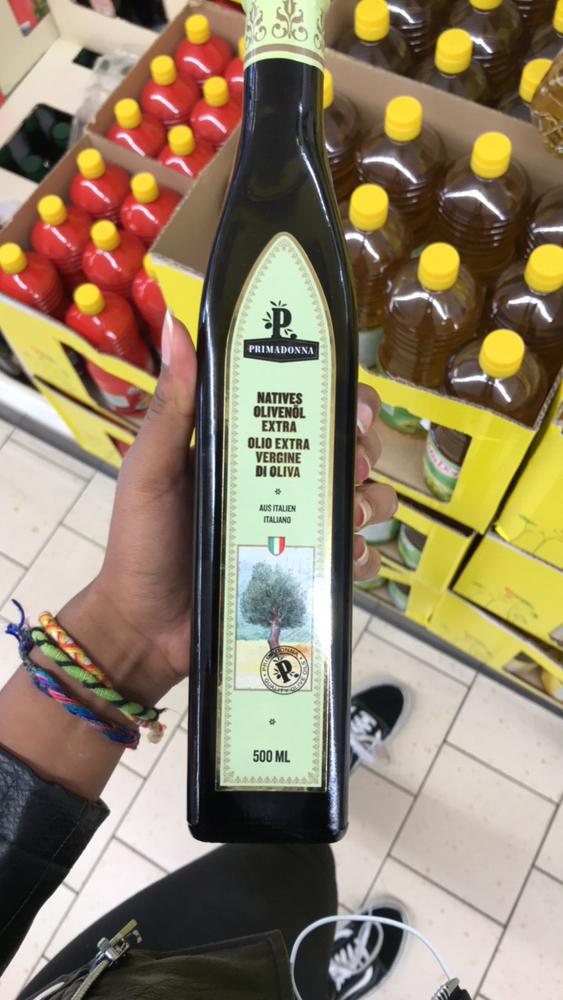 P
PRIMADONNA
NATIVES
OLIVENÖL
EXTRA
OLIO EXTRA
VERGINE
DI OLIVA
AUS ITALIEN
ITALIANO
P
500 ML